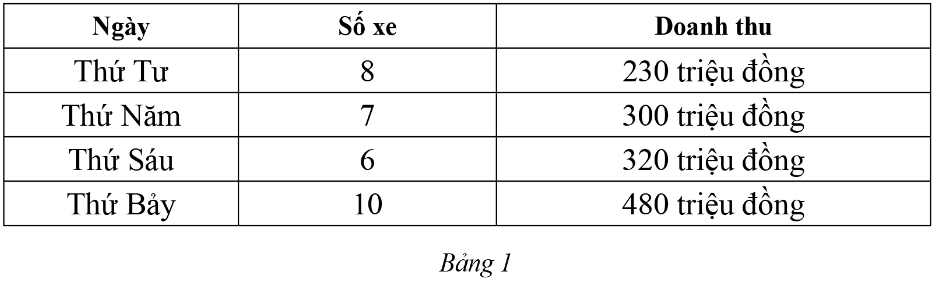 Ngày Số xe Doanh thu
Thứ Tư 8 230 triệu đồng
Thứ Năm 7 300 triệu đồng
Thứ Sáu 6 320 triệu đồng
Thứ Bảy 10 480 triệu đồng
Bảng 1